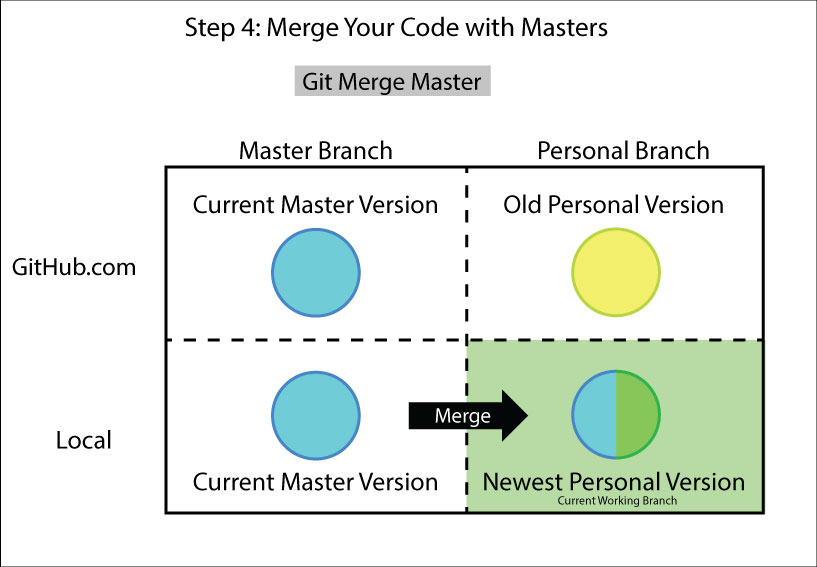 Step 4: Merge Your Code with Masters
Git Merge Master
Master Branch
Personal Branch
Current Master Version
Old Personal Version
GitHub.com
Merge
Local
Current Master Version
Newest Personal Version
Current Working Branch